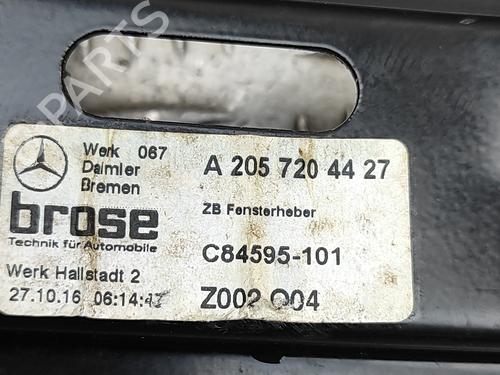 PARTS
Werk 067
Daimler
Bremen
A 205 720 44 27
brose
Technik für Automobile
ZB Fensterheber
C84595-101
Werk Hallstadt 2
27.10.16 06:14:47
Z002 Q04